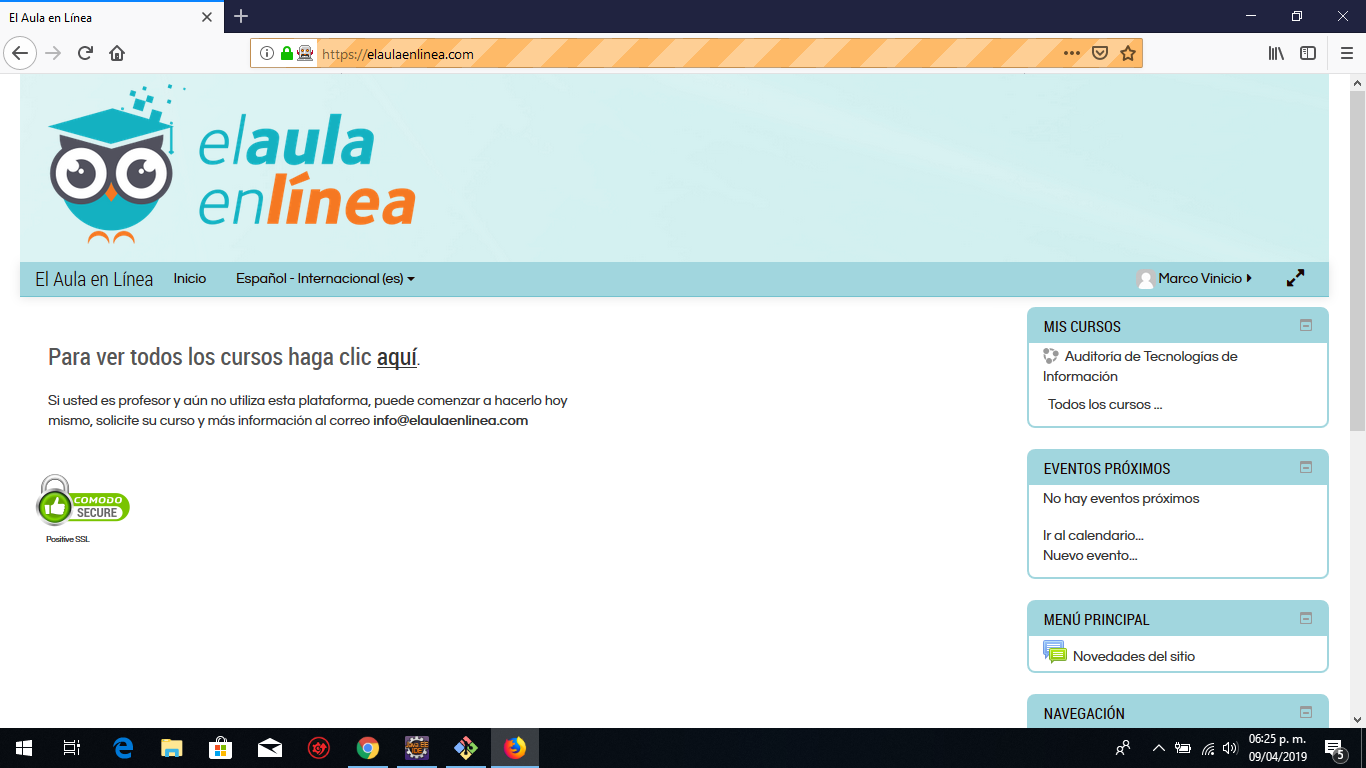 El Aula en Línea
https://elaulaenlinea.com
elaula
enlínea
El Aula en Línea Inicio Español - Internacional (es) Marco Vinicio
Para ver todos los cursos haga clic aquí.
Si usted es profesor y aún no utiliza esta plataforma, puede comenzar a hacerlo hoy
mismo, solicite su curso y más información al correo info@elaulaenlinea.com
COMODO
SECURE
Positive SSL
MIS CURSOS
Auditoria de Tecnologias de
Información
Todos los cursos ...
EVENTOS PRÓXIMOS
No hay eventos próximos
Ir al calendario...
Nuevo evento...
MENÚ PRINCIPAL
Novedades del sitio
NAVEGACIÓN
Java EE
IDE
06:25 p. m.
09/04/2019
5